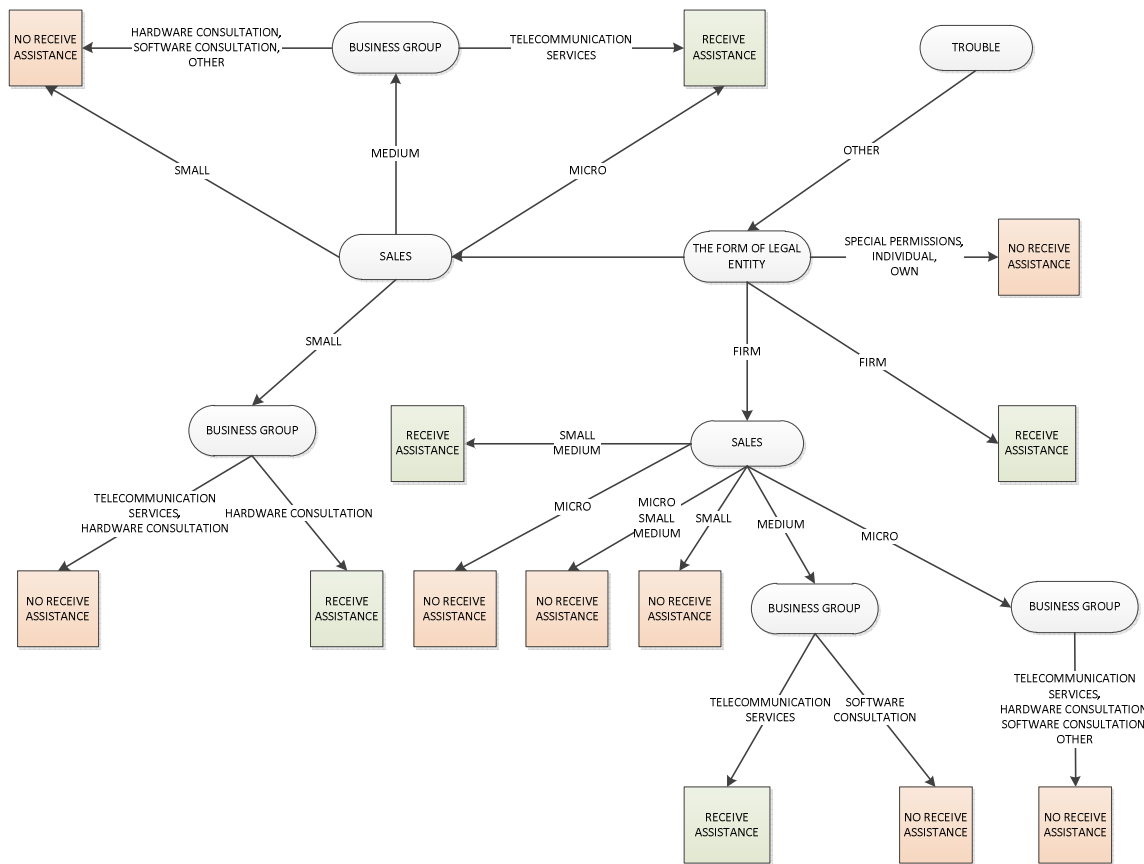 NO RECEIVE
ASSISTANCE
HARDWARE CONSULTATION,
SOFTWARE CONSULTATION,
OTHER
BUSINESS GROUP
TELECOMMUNICATION
SERVICES
RECEIVE
ASSISTANCE
TROUBLE
SMALL
MEDIUM
MICRO
OTHER
SALES
THE FORM OF LEGAL
ENTITY
SPECIAL PERMISSIONS,
INDIVIDUAL,
OWN
NO RECEIVE
ASSISTANCE
SMALL
FIRM
FIRM
BUSINESS GROUP
RECEIVE
ASSISTANCE
SMALL
MEDIUM
SALES
RECEIVE
ASSISTANCE
TELECOMMUNICATION
SERVICES,
HARDWARE CONSULTATION
HARDWARE CONSULTATION
MICRO
MICRO
SMALL
MEDIUM
SMALL
MEDIUM
MICRO
NO RECEIVE
ASSISTANCE
RECEIVE
ASSISTANCE
NO RECEIVE
ASSISTANCE
NO RECEIVE
ASSISTANCE
NO RECEIVE
ASSISTANCE
BUSINESS GROUP
BUSINESS GROUP
TELECOMMUNICATION
SERVICES
SOFTWARE
CONSULTATION
TELECOMMUNICATION
SERVICES,
HARDWARE CONSULTATION
SOFTWARE CONSULTATION
OTHER
RECEIVE
ASSISTANCE
NO RECEIVE
ASSISTANCE
NO RECEIVE
ASSISTANCE